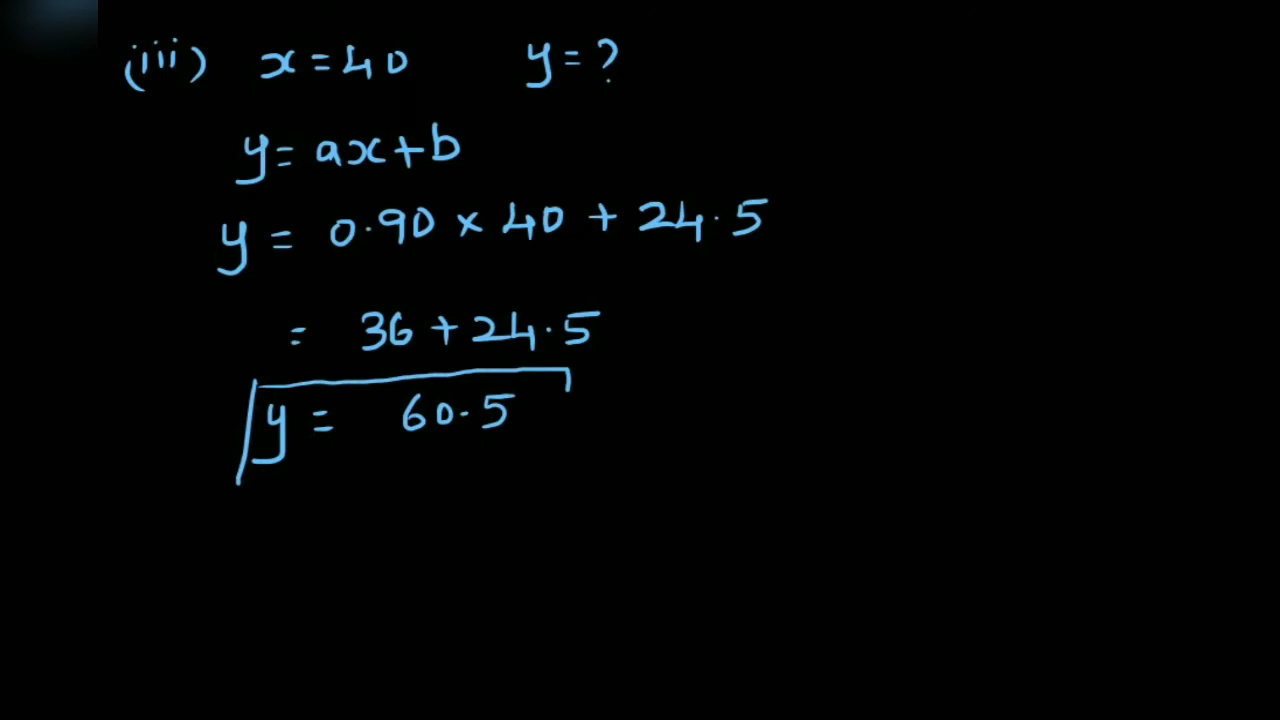 (iii) x = 40 y = ?
y = ax + b
y = 0.90 × 40 + 24.5
= 36 + 24.5
y = 60.5